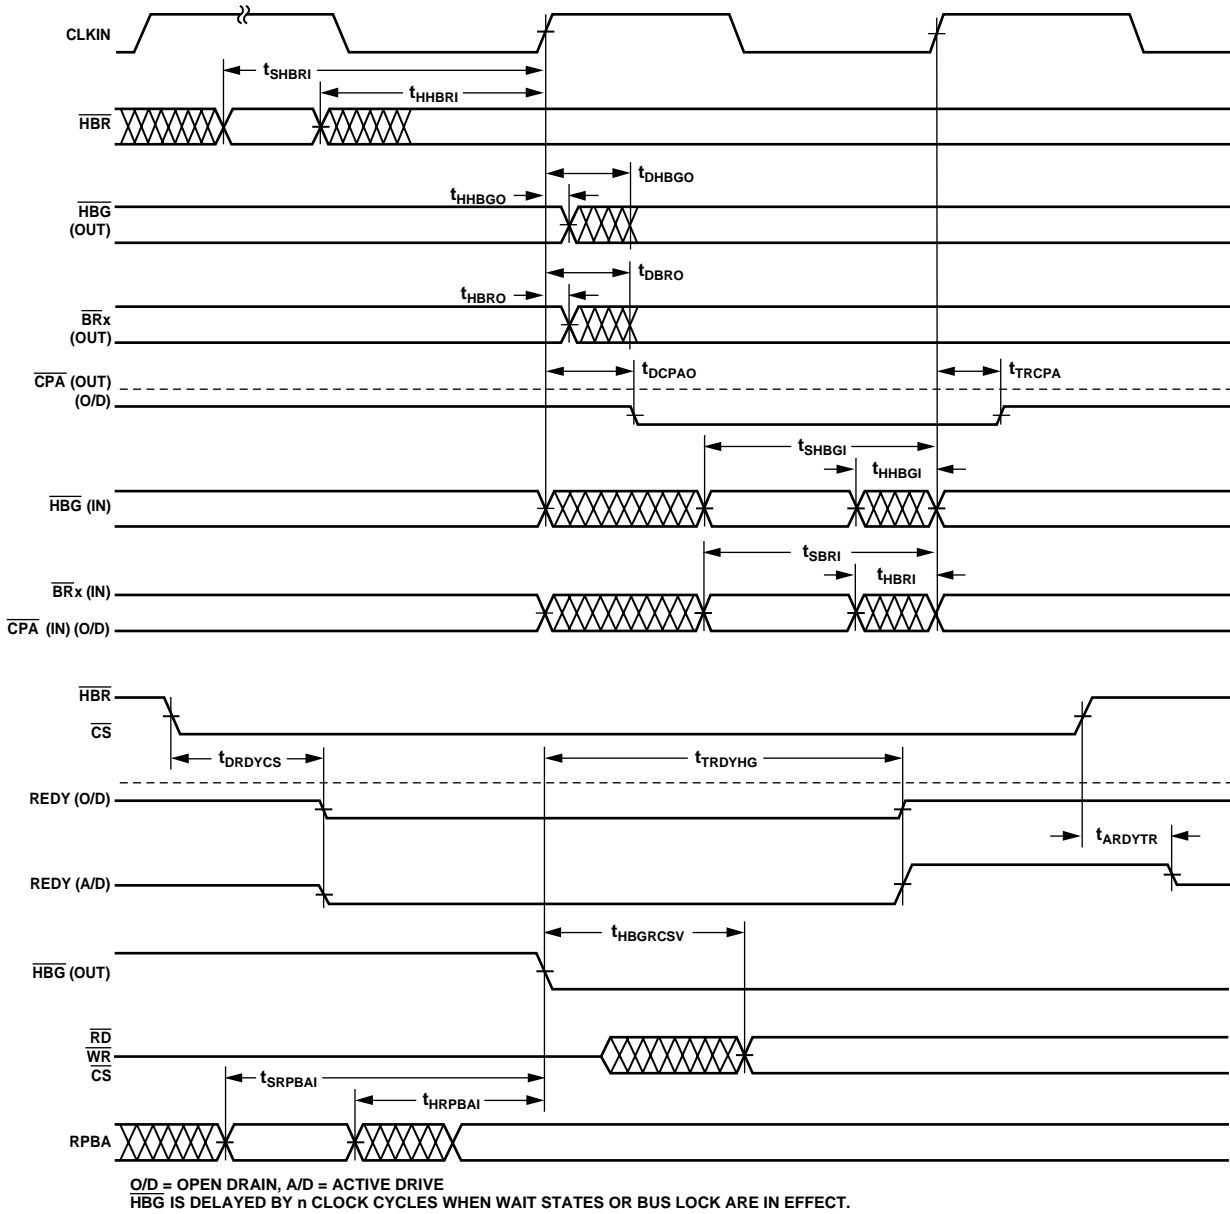 CLKIN
tSHBRI
tHHBRI
HBR
tDHBGO
tHHBGO
HBG
(OUT)
tDBRO
tHBRO
BRx
(OUT)
CPA (OUT)
(O/D)
tDCPAO
tTRCPA
tSHBGI
tHHBGI
HBG (IN)
tSBRI
tHBRI
BRx (IN)
CPA (IN) (O/D)
HBR
CS
tDRDYCS
tTRDYHG
REDY (O/D)
tARDYTR
REDY (A/D)
tHBGRCSV
HBG (OUT)
RD
WR
CS
tSRPBAI
tHRPBAI
RPBA
O/D = OPEN DRAIN, A/D = ACTIVE DRIVE
HBG IS DELAYED BY n CLOCK CYCLES WHEN WAIT STATES OR BUS LOCK ARE IN EFFECT.